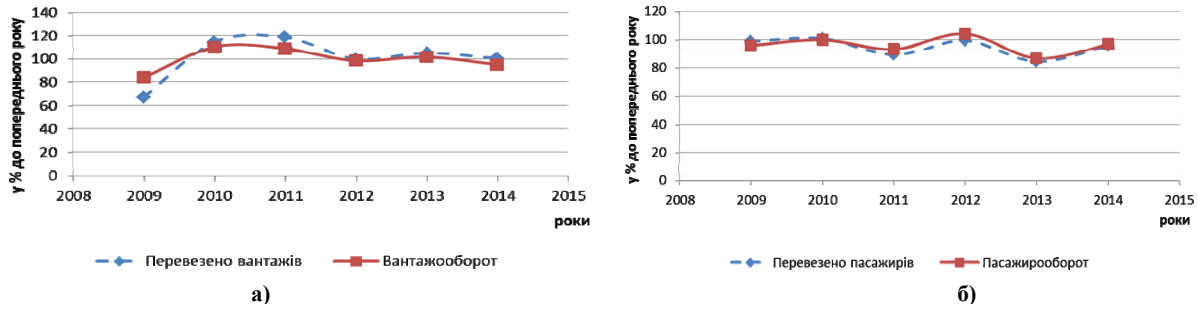 у % до попереднього року
140
120
100
80
60
40
20
0
2008 2009 2010 2011 2012 2013 2014 2015
роки
Перевезено вантажів Вантажооборот
а)
у % до попереднього року
120
100
80
60
40
20
0
2008 2009 2010 2011 2012 2013 2014 2015
роки
Перевезено пасажирів Пасажирооборот
б)